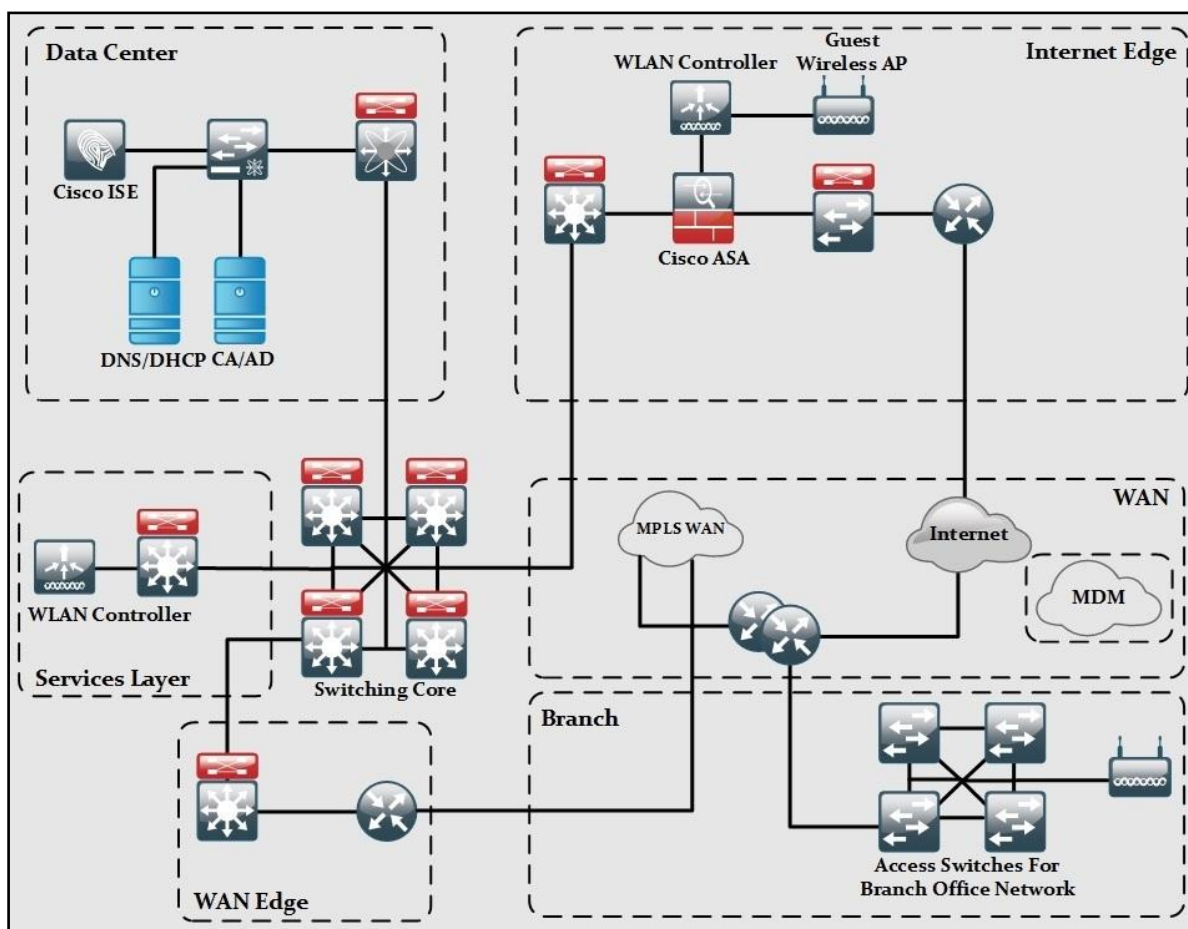 Data Center
Cisco ISE
DNS/DHCP
CA/AD
Internet Edge
WLAN Controller
Guest
Wireless AP
Cisco ASA
Services Layer
WLAN Controller
Switching Core
WAN
MPLS WAN
Internet
MDM
WAN Edge
Branch
Access Switches For
Branch Office Network